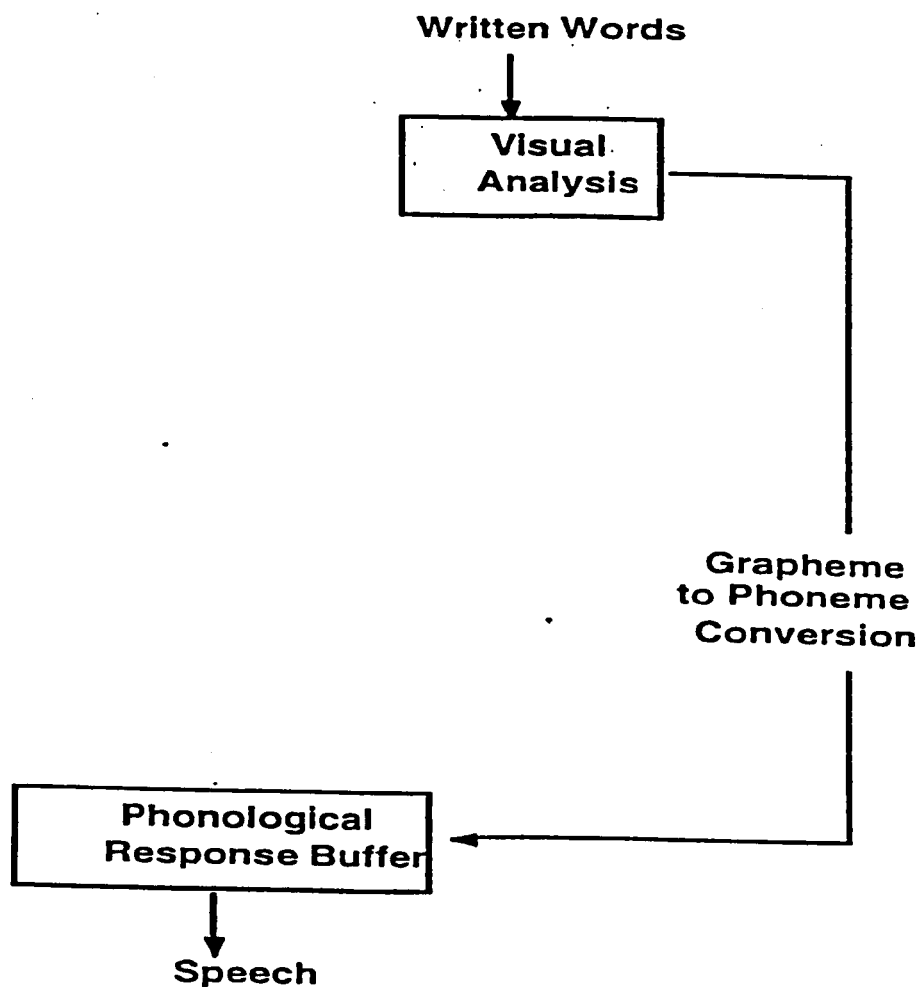 Written Words
Visual
Analysis
Grapheme
to Phoneme
Conversion
Phonological
Response Buffer
Speech